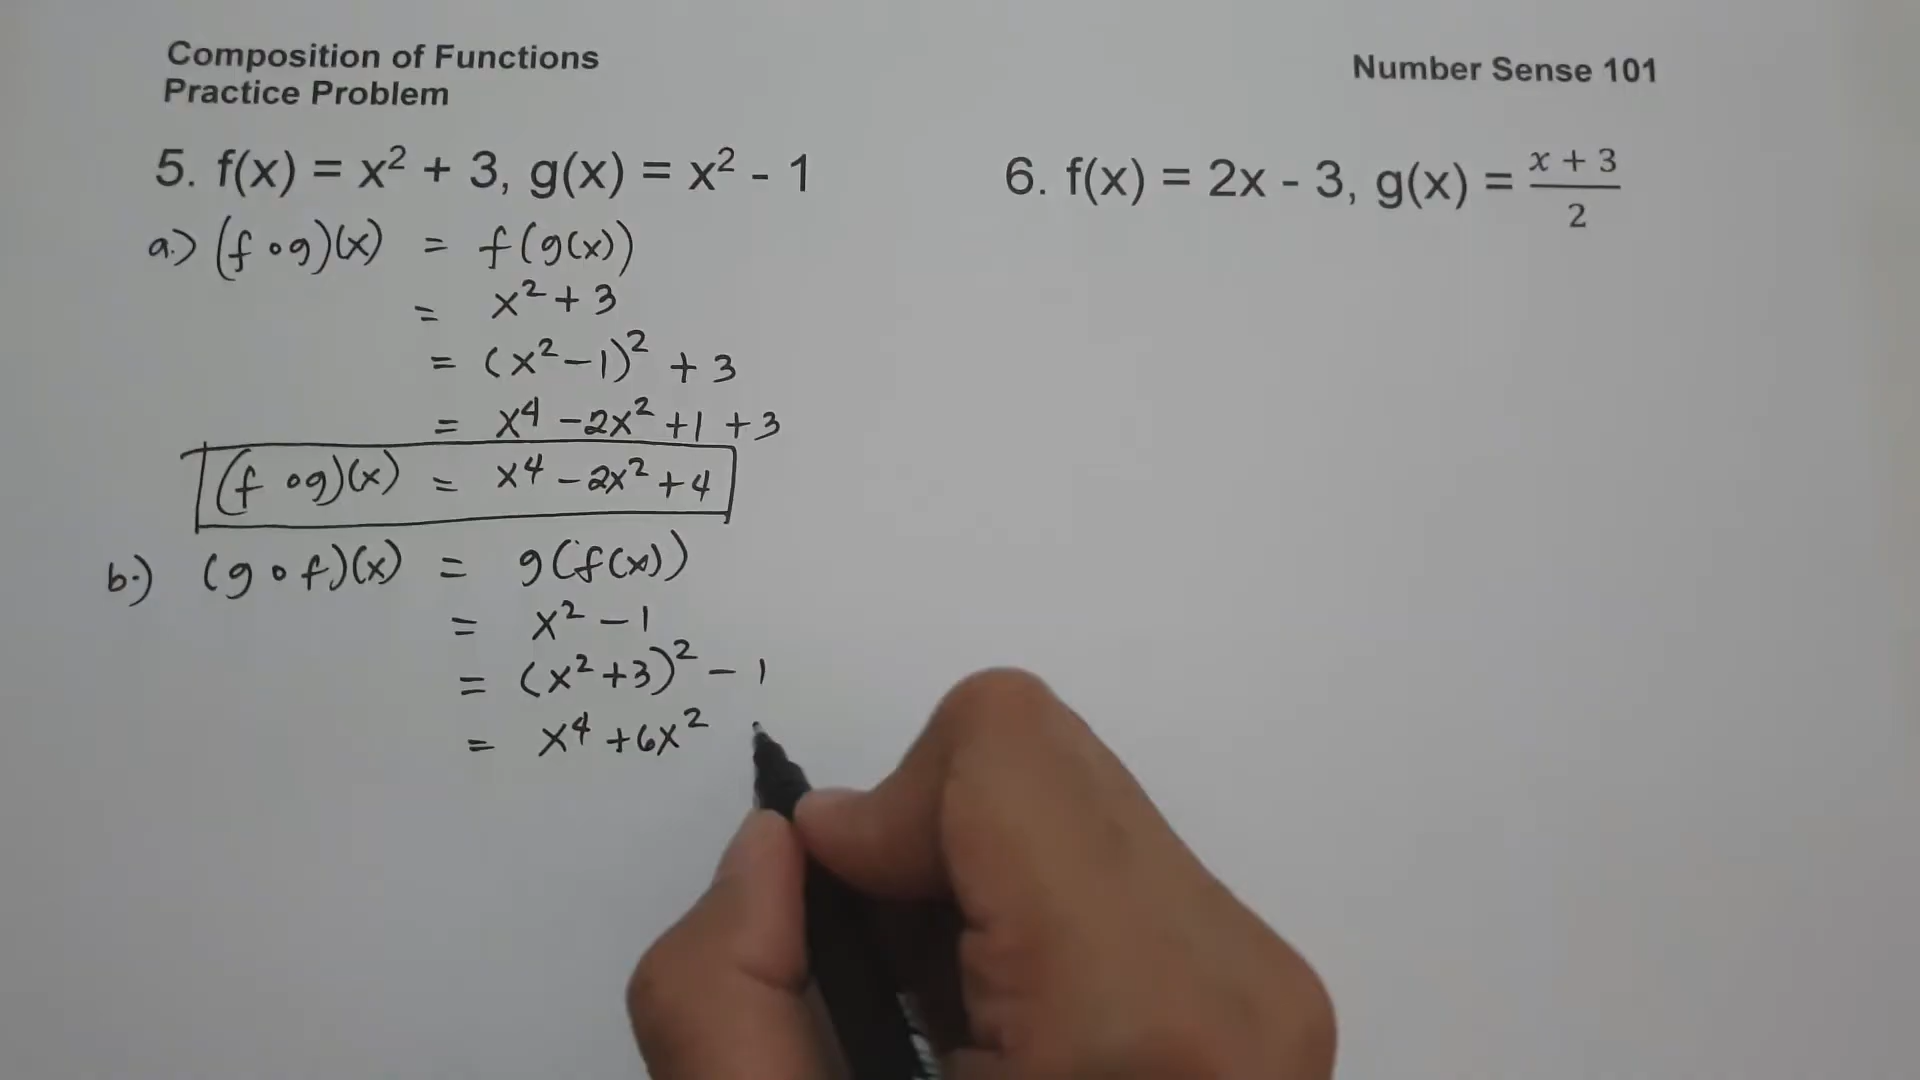 Composition of Functions
Practice Problem
Number Sense 101
5. f(x) = x² + 3, g(x) = x² - 1
a.) (f ∘ g)(x) = f(g(x))
= x² + 3
= (x² - 1)² + 3
= x⁴ - 2x² + 1 + 3
(f ∘ g)(x) = x⁴ - 2x² + 4
b.) (g ∘ f)(x) = g(f(x))
= x² - 1
= (x² + 3)² - 1
= x⁴ + 6x²
6. f(x) = 2x - 3, g(x) = \frac{x + 3}{2}